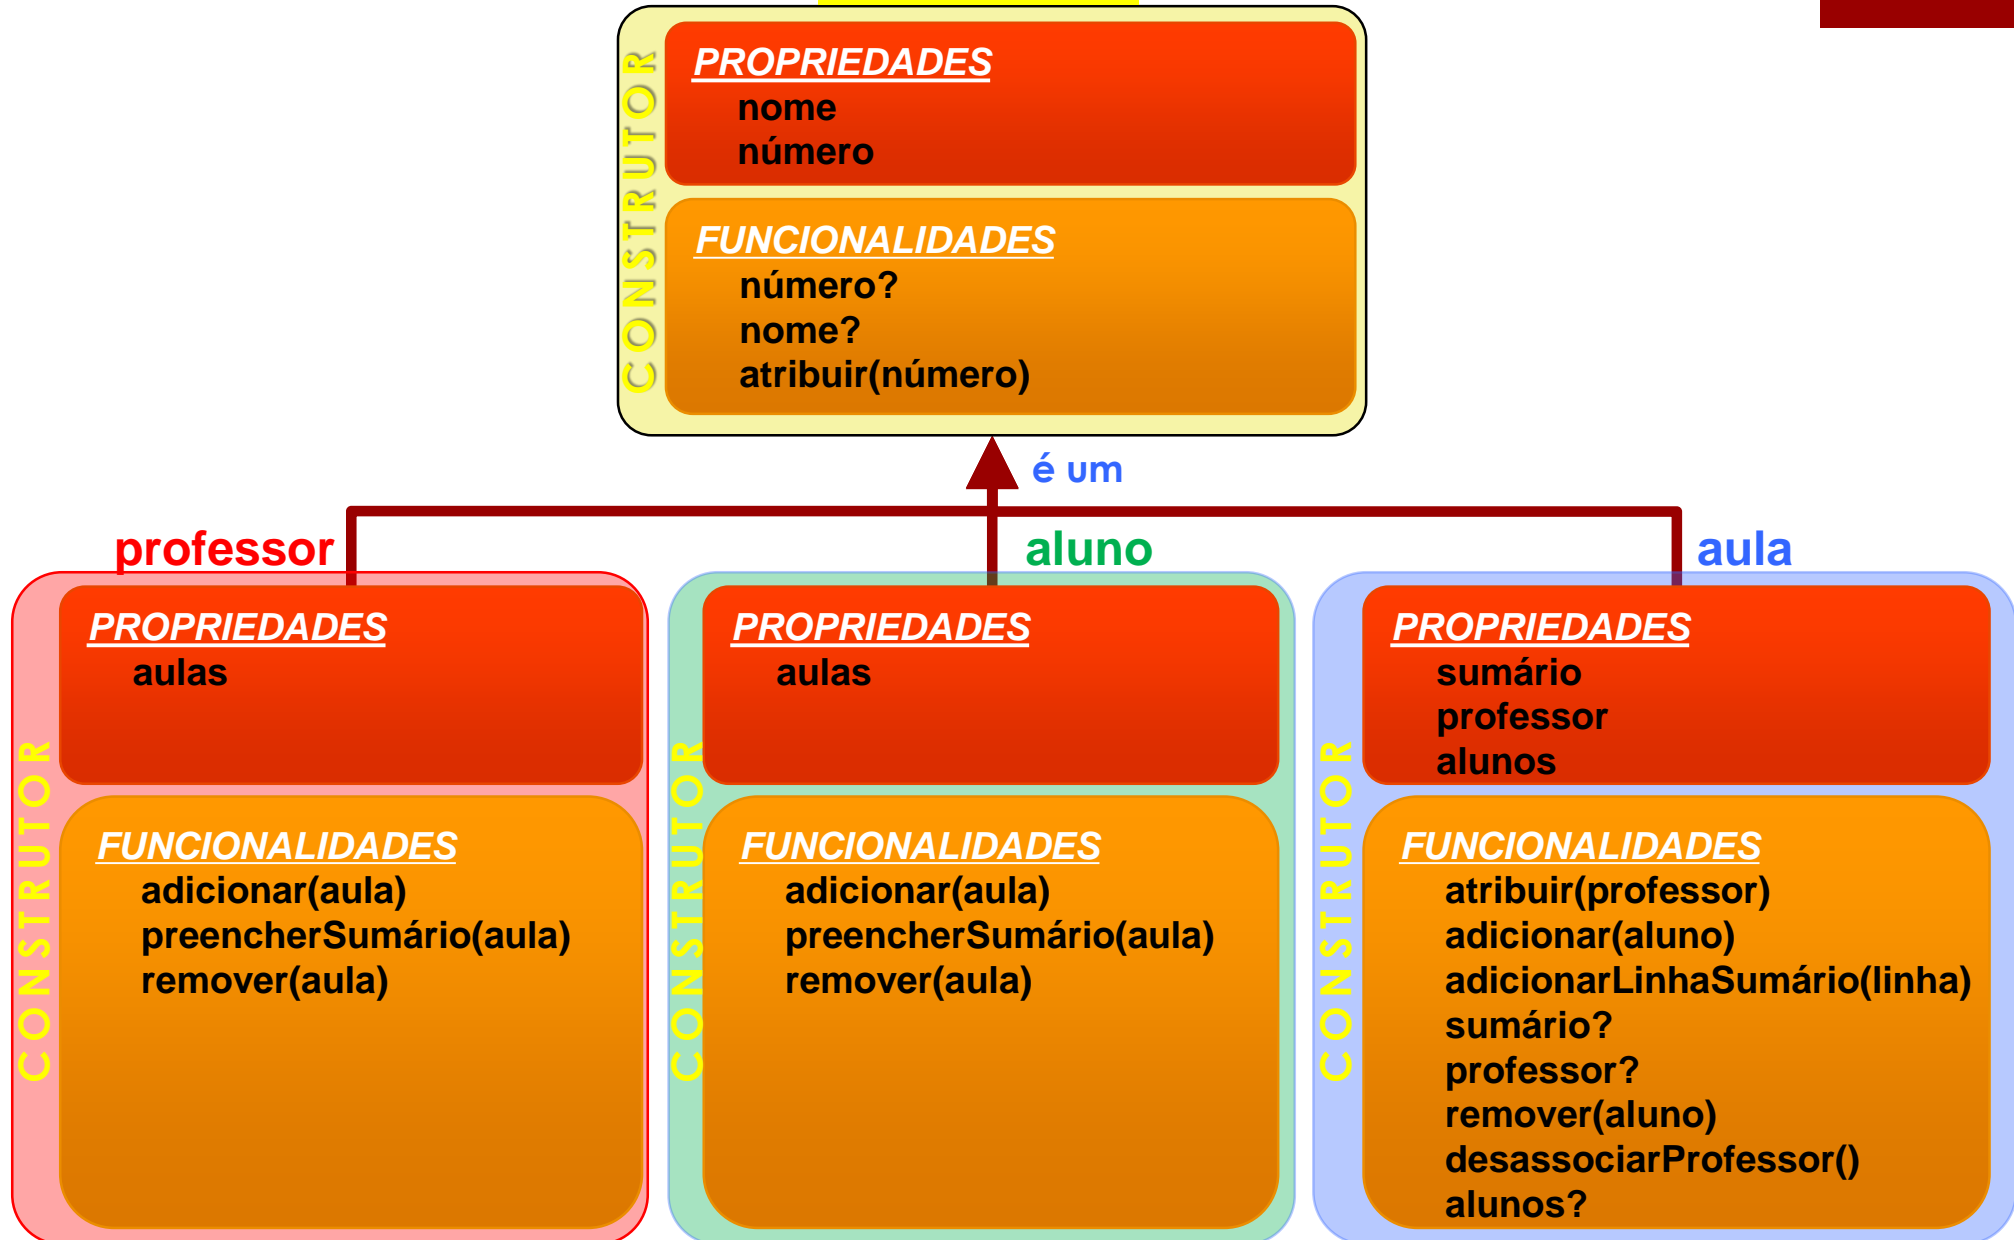 CONSTRUTOR
PROPRIEDADES
nome
número
FUNCIONALIDADES
número?
nome?
atribuir(número)
é um
professor
CONSTRUTOR
PROPRIEDADES
aulas
FUNCIONALIDADES
adicionar(aula)
preencherSumário(aula)
remover(aula)
aluno
CONSTRUTOR
PROPRIEDADES
aulas
FUNCIONALIDADES
adicionar(aula)
preencherSumário(aula)
remover(aula)
aula
CONSTRUTOR
PROPRIEDADES
sumário
professor
alunos
FUNCIONALIDADES
atribuir(professor)
adicionar(aluno)
adicionarLinhaSumário(linha)
sumário?
professor?
remover(aluno)
desassociarProfessor()
alunos?